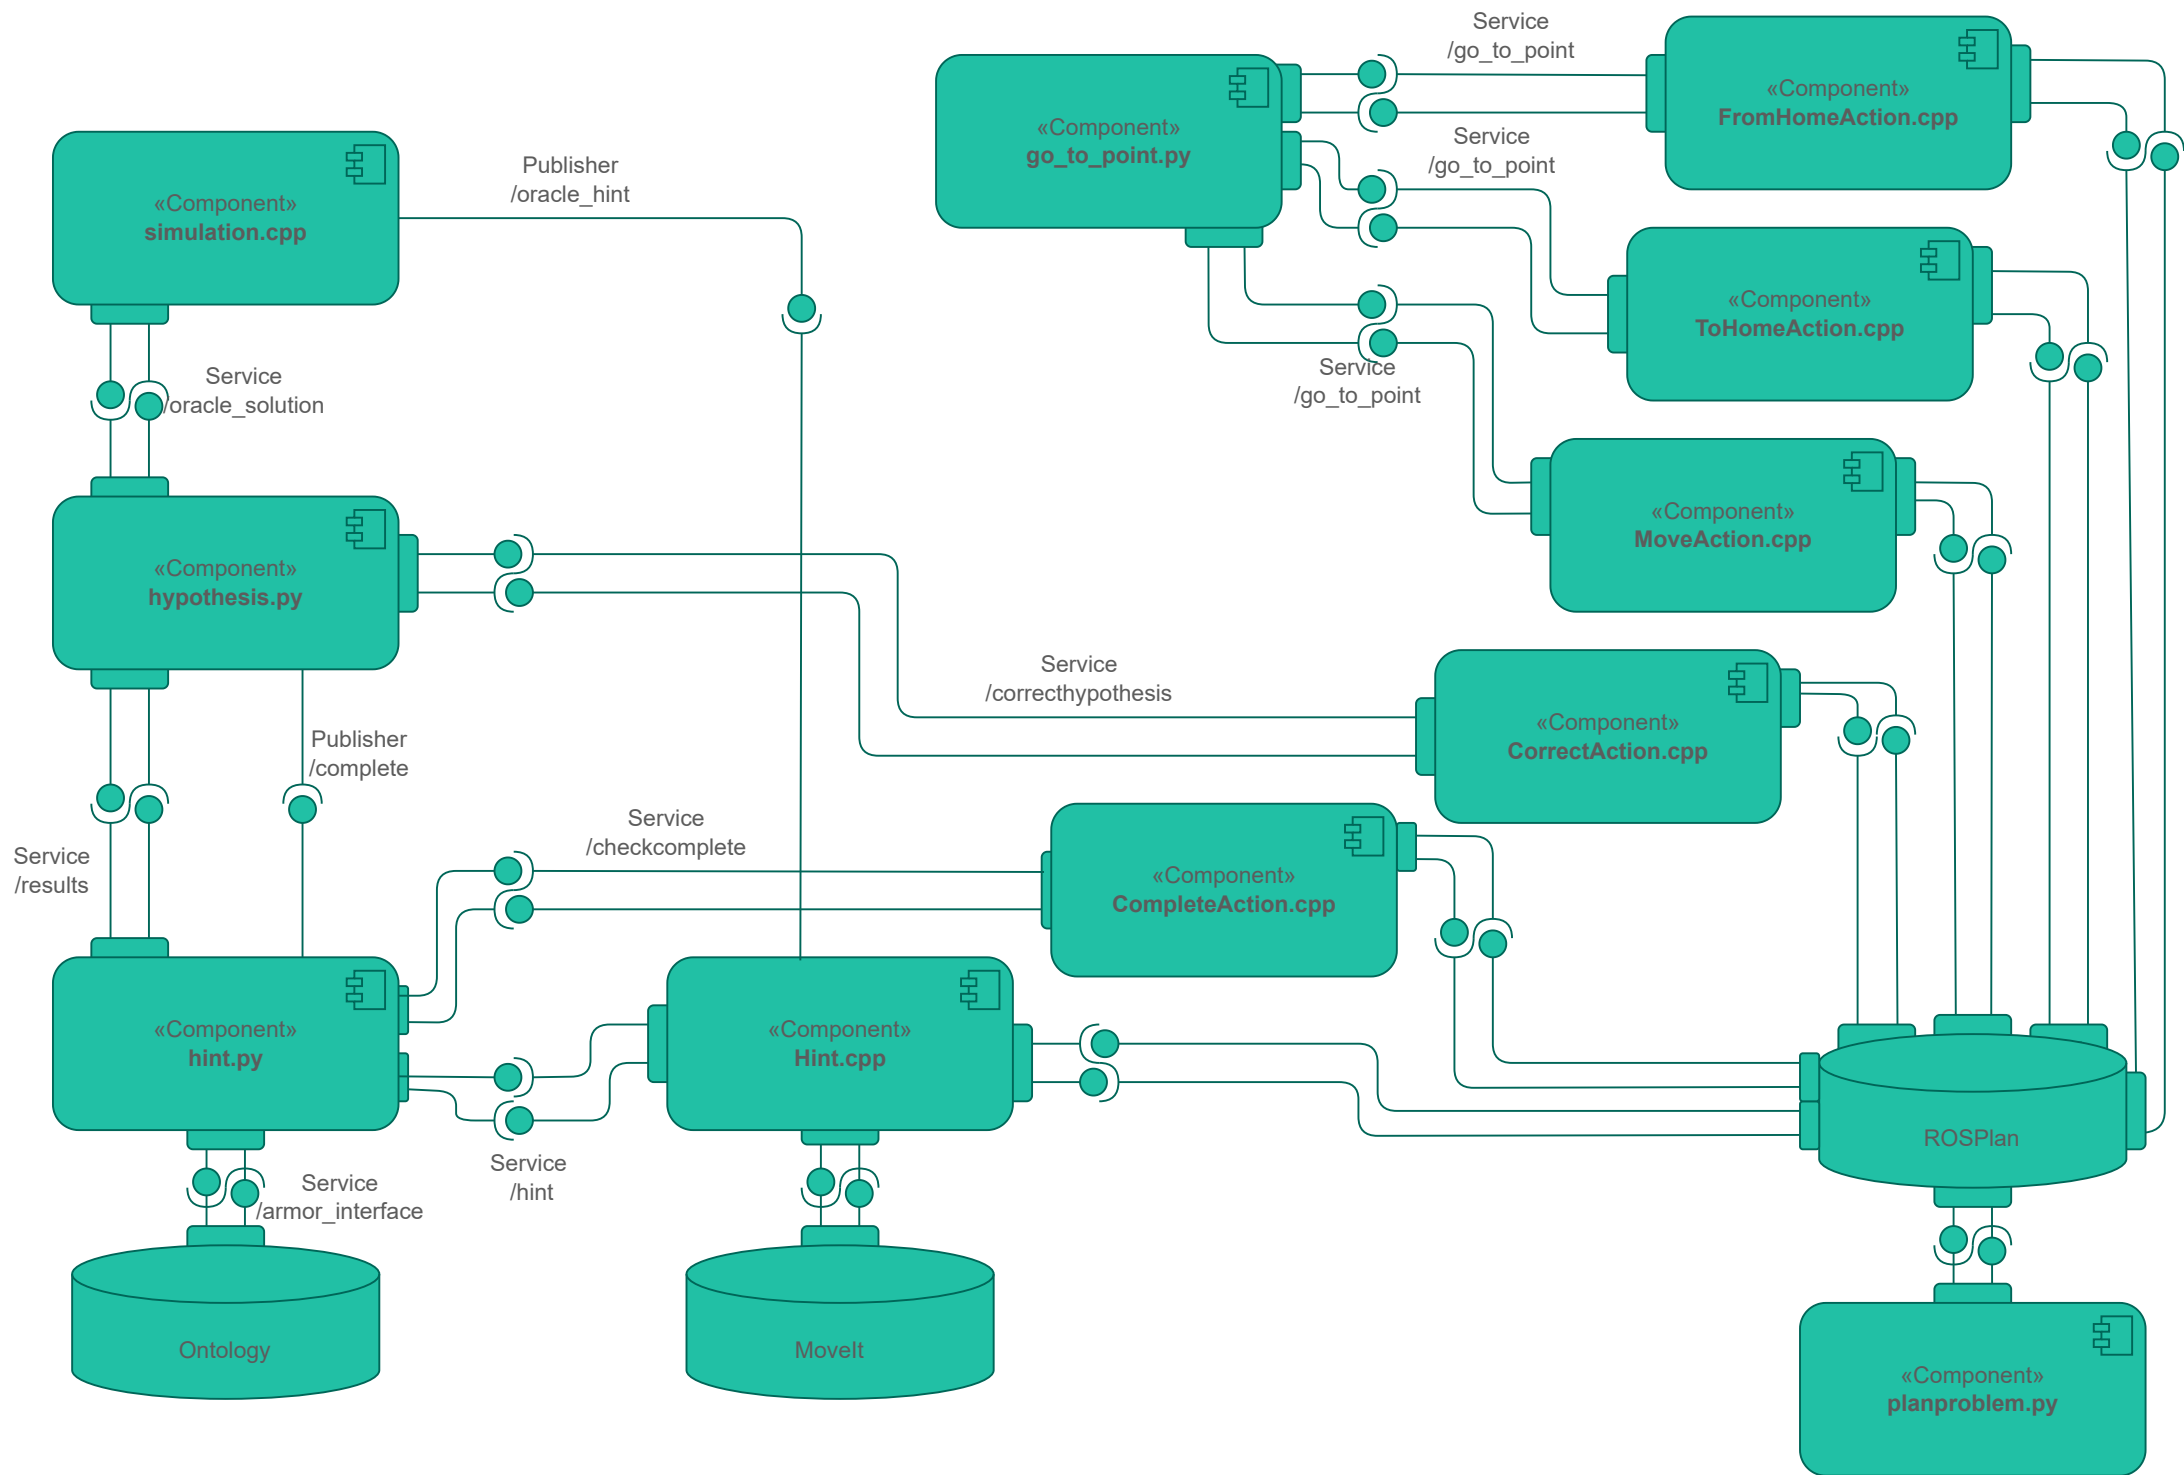 Service
/go_to_point
«Component»
FromHomeAction.cpp
«Component»
go_to_point.py
Service
/go_to_point
Publisher
/oracle_hint
«Component»
simulation.cpp
«Component»
ToHomeAction.cpp
Service
/go_to_point
Service
/oracle_solution
«Component»
MoveAction.cpp
«Component»
hypothesis.py
Service
/correcthypothesis
«Component»
CorrectAction.cpp
Publisher
/complete
Service
/checkcomplete
Service
/results
«Component»
CompleteAction.cpp
«Component»
hint.py
«Component»
Hint.cpp
ROSPlan
Service
/hint
Service
/armor_interface
Ontology
MoveIt
«Component»
planproblem.py